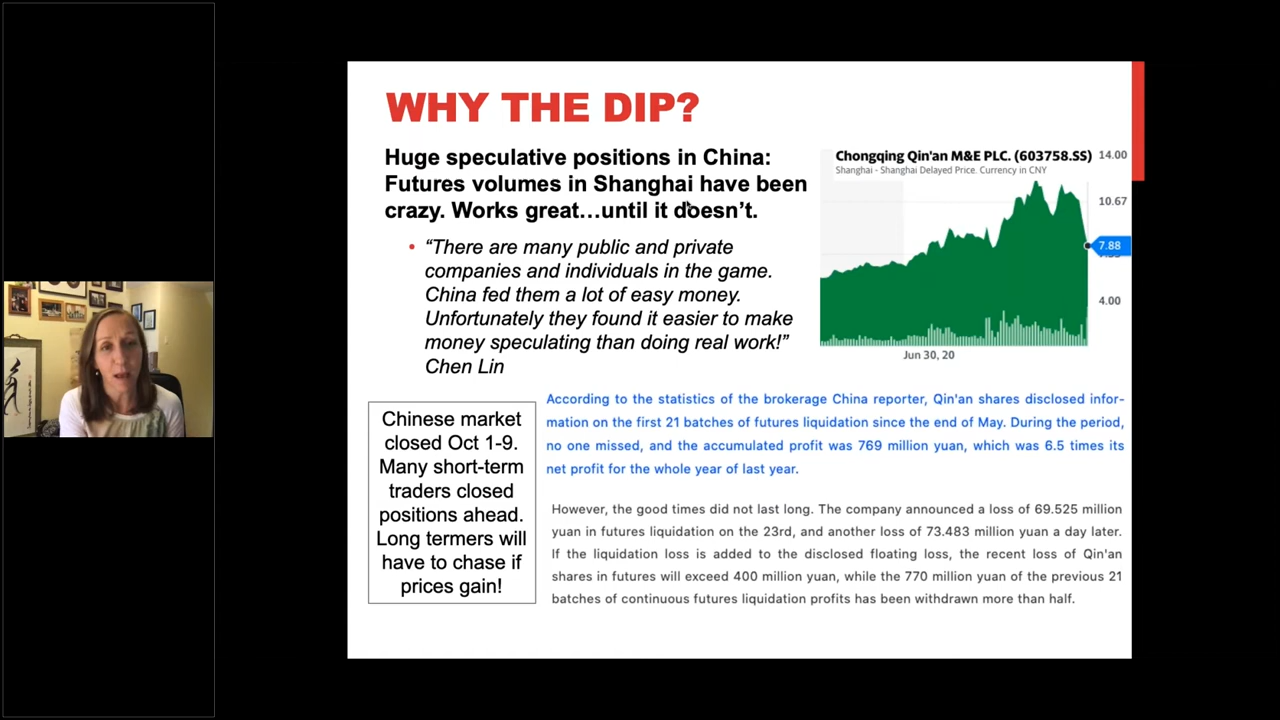 WHY THE DIP?
Huge speculative positions in China:
Futures volumes in Shanghai have been
crazy. Works great…until it doesn’t.
• “There are many public and private
companies and individuals in the game.
China fed them a lot of easy money.
Unfortunately they found it easier to make
money speculating than doing real work!”
Chen Lin
Chongqing Qin'an M&E PLC. (603758.SS)
Shanghai - Shanghai Delayed Price. Currency in CNY
14.00
10.67
7.88
4.00
Jun 30, 20
Chinese market
closed Oct 1-9.
Many short-term
traders closed
positions ahead.
Long termers will
have to chase if
prices gain!
According to the statistics of the brokerage China reporter, Qin'an shares disclosed infor-
mation on the first 21 batches of futures liquidation since the end of May. During the period,
no one missed, and the accumulated profit was 769 million yuan, which was 6.5 times its
net profit for the whole year of last year.
However, the good times did not last long. The company announced a loss of 69.525 million
yuan in futures liquidation on the 23rd, and another loss of 73.483 million yuan a day later.
If the liquidation loss is added to the disclosed floating loss, the recent loss of Qin'an
shares in futures will exceed 400 million yuan, while the 770 million yuan of the previous 21
batches of continuous futures liquidation profits has been withdrawn more than half.